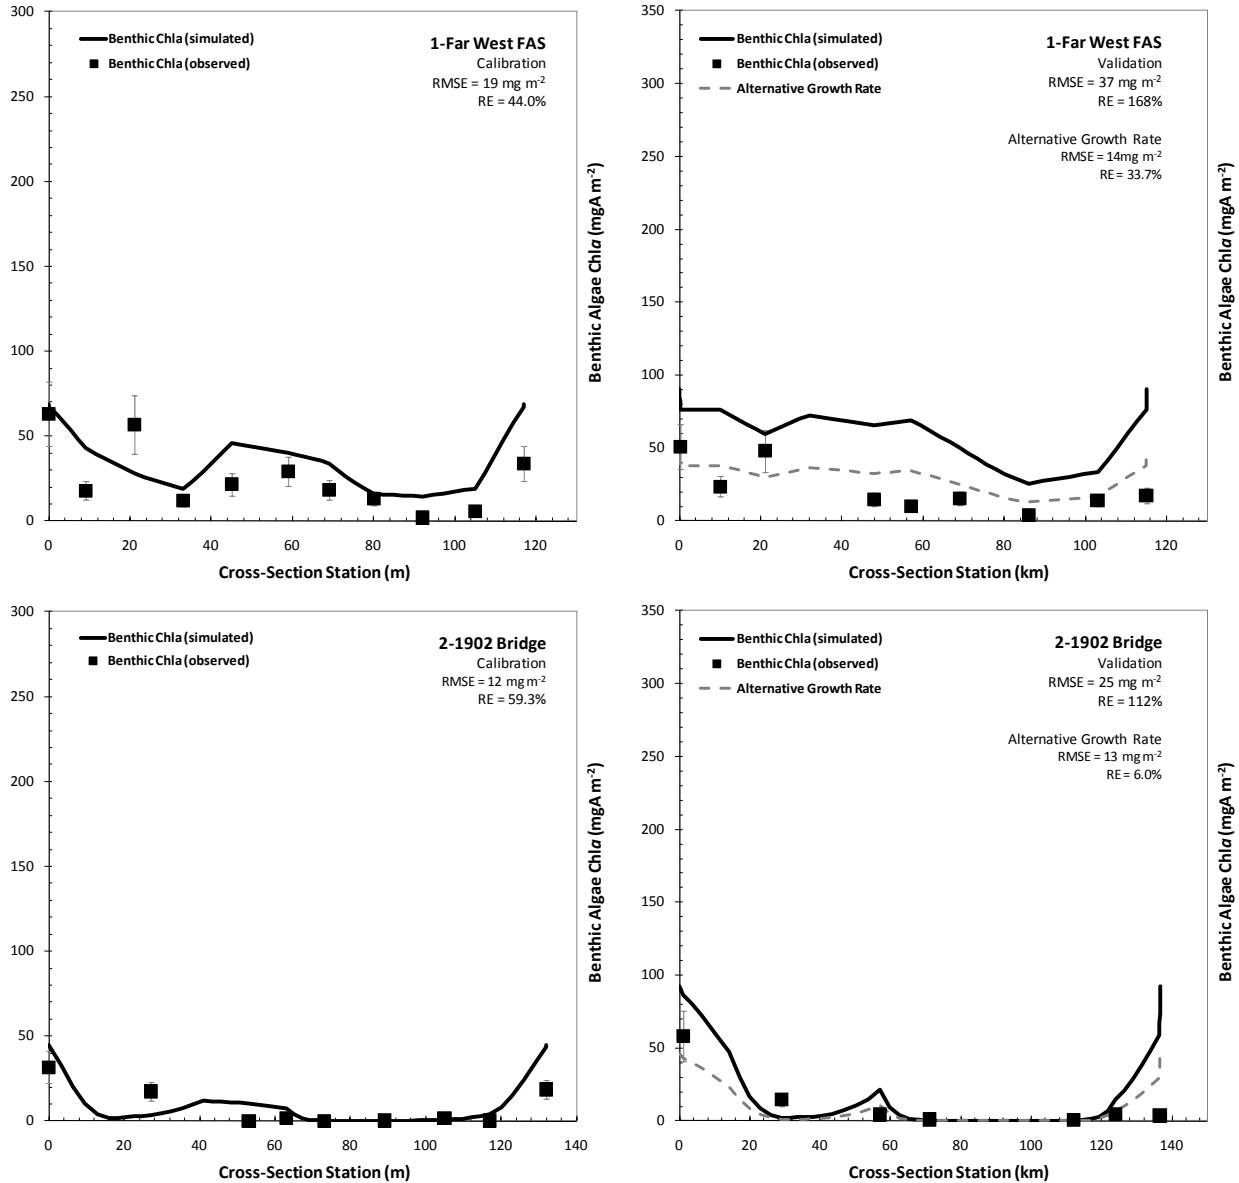 300
250
200
150
100
50
0
0 20 40 60 80 100 120
Cross-Section Station (m)
Benthic Chla (simulated)
Benthic Chla (observed)
1-Far West FAS
Calibration
RMSE = 19 mg m-2
RE = 44.0%
Benthic Algae Chla (mgA m-2)
350
300
250
200
150
100
50
0
0 20 40 60 80 100 120
Cross-Section Station (km)
Benthic Chla (simulated)
Benthic Chla (observed)
Alternative Growth Rate
1-Far West FAS
Validation
RMSE = 37 mg m-2
RE = 168%
Alternative Growth Rate
RMSE = 14mg m-2
RE = 33.7%
Benthic Algae Chla (mgA m-2)
300
250
200
150
100
50
0
0 20 40 60 80 100 120 140
Cross-Section Station (m)
Benthic Chla (simulated)
Benthic Chla (observed)
2-1902 Bridge
Calibration
RMSE = 12 mg m-2
RE = 59.3%
Benthic Algae Chla (mgA m-2)
350
300
250
200
150
100
50
0
0 20 40 60 80 100 120 140
Cross-Section Station (km)
Benthic Chla (simulated)
Benthic Chla (observed)
Alternative Growth Rate
2-1902 Bridge
Validation
RMSE = 25 mg m-2
RE = 112%
Alternative Growth Rate
RMSE = 13 mg m-2
RE = 6.0%
Benthic Algae Chla (mgA m-2)